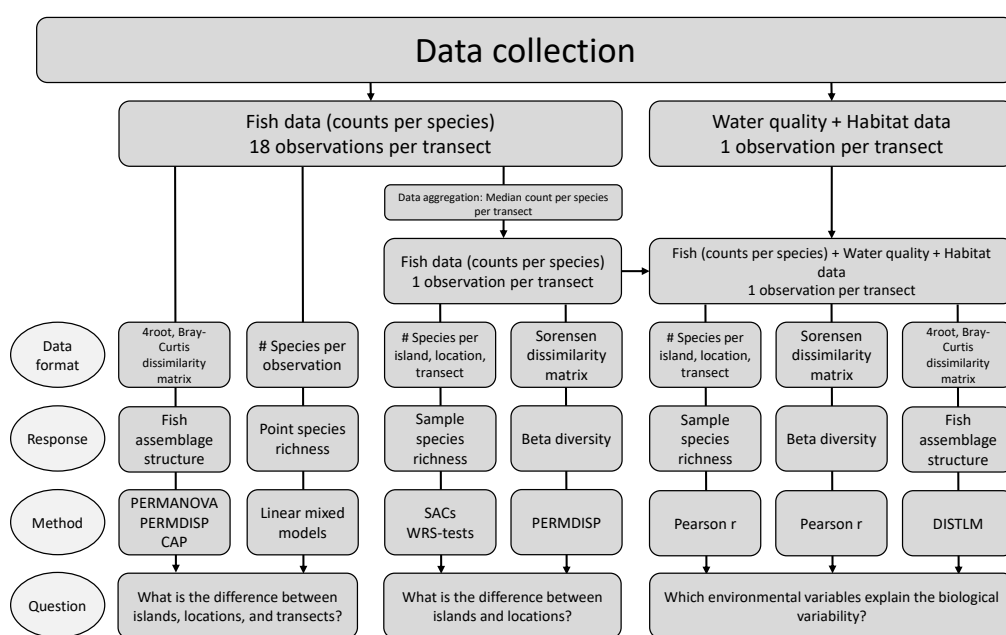 Data collection
Fish data (counts per species)
18 observations per transect
Water quality + Habitat data
1 observation per transect
Data aggregation: Median count per species
per transect
Fish data (counts per species)
1 observation per transect
Fish (counts per species) + Water quality + Habitat
data
1 observation per transect
Data
format
4root, Bray-
Curtis
dissimilarity
matrix
# Species per
observation
# Species per
island, location,
transect
Sorensen
dissimilarity
matrix
# Species per
island, location,
transect
Sorensen
dissimilarity
matrix
4root, Bray-
Curtis
dissimilarity
matrix
Response
Fish
assemblage
structure
Point species
richness
Sample
species
richness
Beta diversity
Sample
species
richness
Beta diversity
Fish
assemblage
structure
Method
PERMANOVA
PERMDISP
CAP
Linear mixed
models
SACs
WRS-tests
PERMDISP
Pearson r
Pearson r
DISTLM
Question
What is the difference between
islands, locations, and transects?
What is the difference between
islands and locations?
Which environmental variables explain the biological
variability?